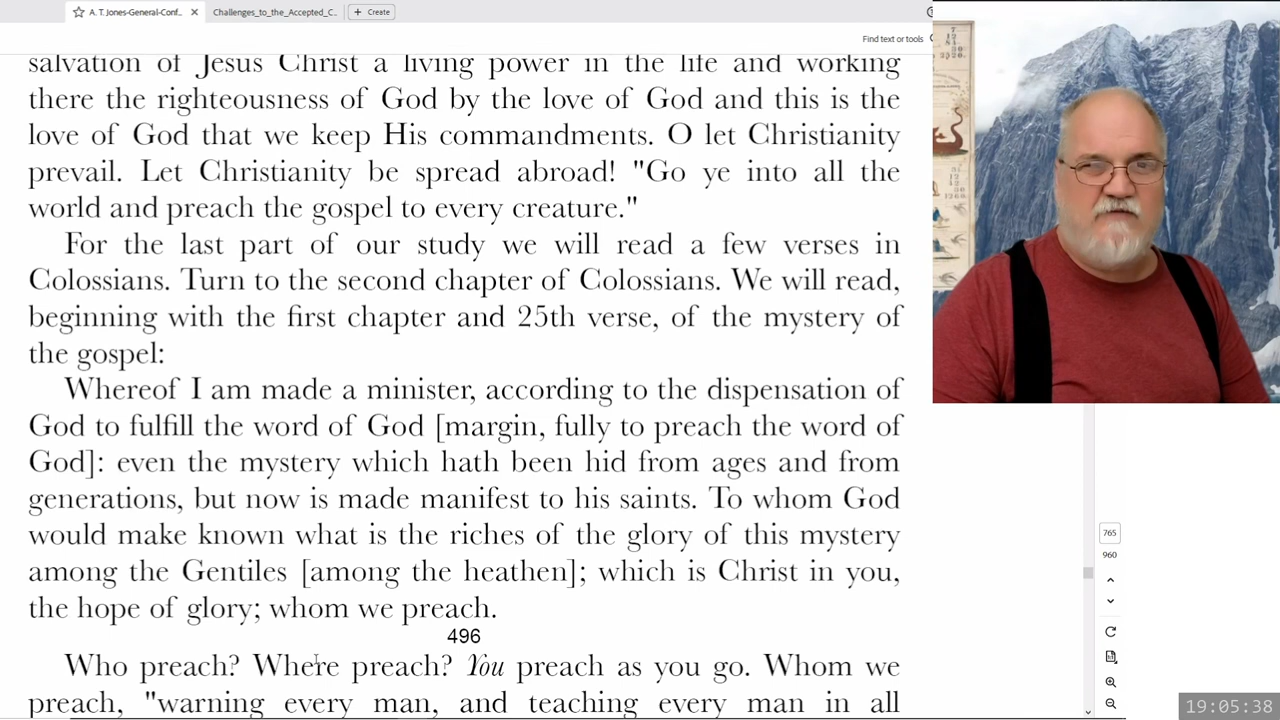 A. T. Jones-General-Conf...
Challenges_to_the_Accepted_C...
+ Create
Find text or tools
salvation of Jesus Christ a living power in the life and working
there the righteousness of God by the love of God and this is the
love of God that we keep His commandments. O let Christianity
prevail. Let Christianity be spread abroad! "Go ye into all the
world and preach the gospel to every creature."
For the last part of our study we will read a few verses in
Colossians. Turn to the second chapter of Colossians. We will read,
beginning with the first chapter and 25th verse, of the mystery of
the gospel:
Whereof I am made a minister, according to the dispensation of
God to fulfill the word of God [margin, fully to preach the word of
God]: even the mystery which hath been hid from ages and from
generations, but now is made manifest to his saints. To whom God
would make known what is the riches of the glory of this mystery
among the Gentiles [among the heathen]; which is Christ in you,
the hope of glory; whom we preach.
496
Who preach? Where preach? You preach as you go. Whom we
preach, "warning every man, and teaching every man in all
765
960
19:05:38